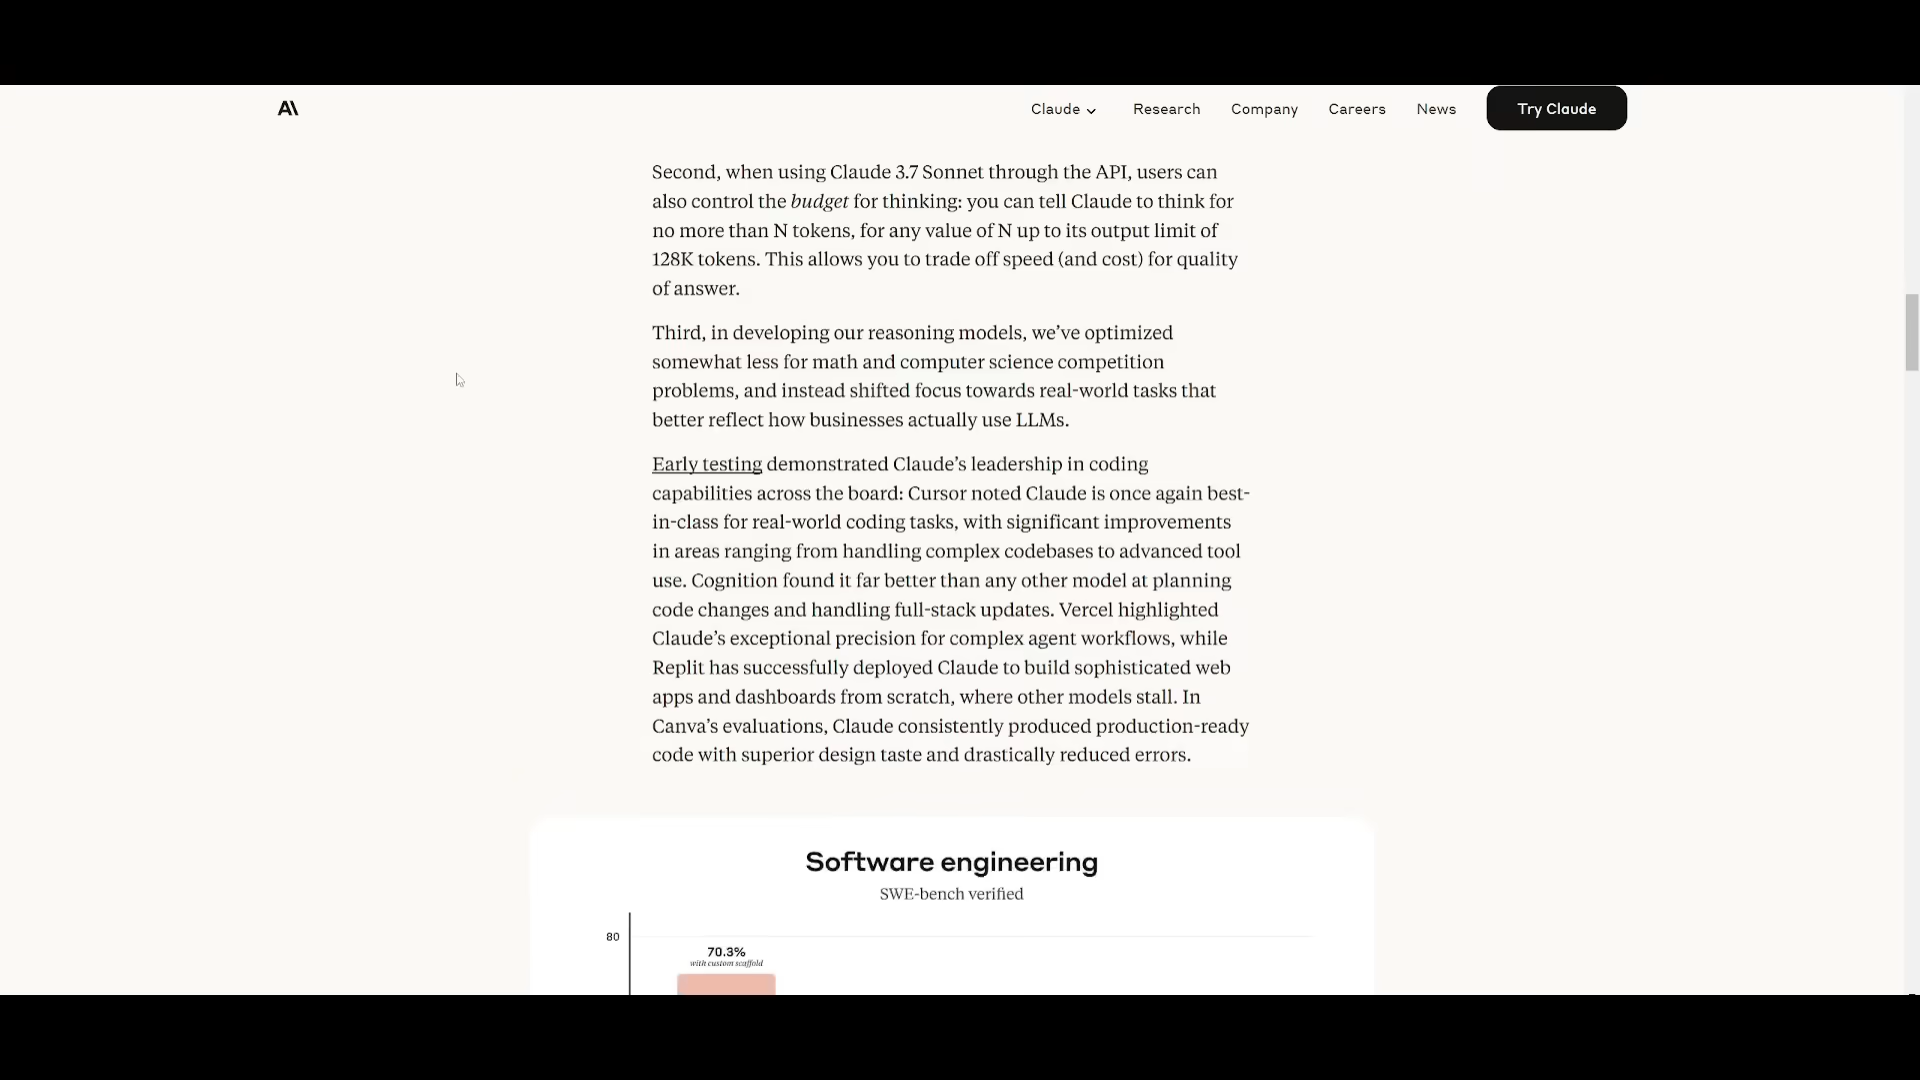 A\
Claude Research Company Careers News Try Claude
Second, when using Claude 3.7 Sonnet through the API, users can
also control the budget for thinking: you can tell Claude to think for
no more than N tokens, for any value of N up to its output limit of
128K tokens. This allows you to trade off speed (and cost) for quality
of answer.
Third, in developing our reasoning models, we’ve optimized
somewhat less for math and computer science competition
problems, and instead shifted focus towards real-world tasks that
better reflect how businesses actually use LLMs.
Early testing demonstrated Claude’s leadership in coding
capabilities across the board: Cursor noted Claude is once again best-
in-class for real-world coding tasks, with significant improvements
in areas ranging from handling complex codebases to advanced tool
use. Cognition found it far better than any other model at planning
code changes and handling full-stack updates. Vercel highlighted
Claude’s exceptional precision for complex agent workflows, while
Replit has successfully deployed Claude to build sophisticated web
apps and dashboards from scratch, where other models stall. In
Canva’s evaluations, Claude consistently produced production-ready
code with superior design taste and drastically reduced errors.
Software engineering
SWE-bench verified
80
70.3%
with custom scaffold